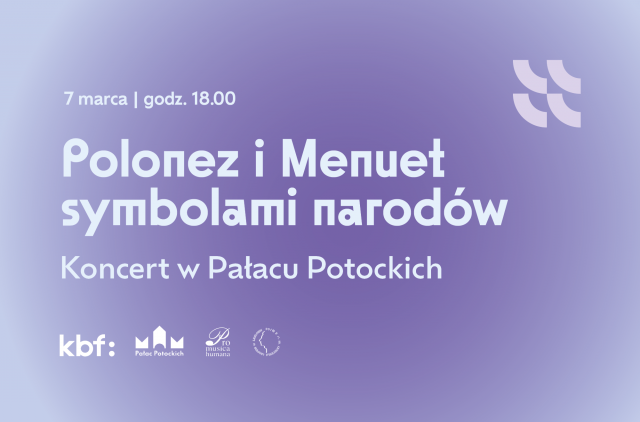 7 marca | godz. 18.00
Polonez i Menuet
symbolami narodów
Koncert w Pałacu Potockich
kbf:
Pałac Potockich
Pro
musica
humana